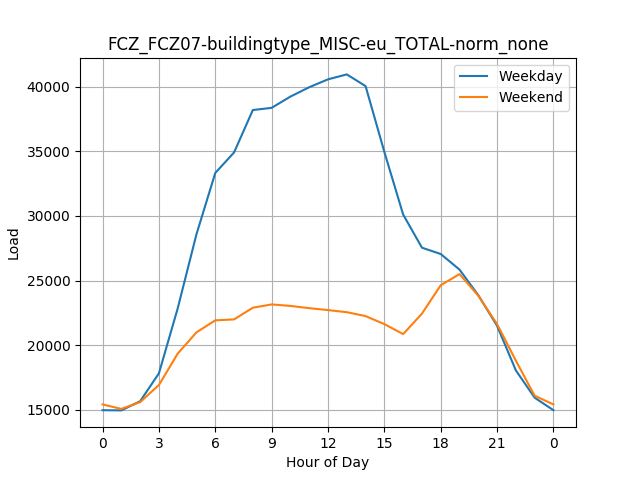 FCZ_FCZ07-buildingtype_MISC-eu_TOTAL-norm_none
Weekday
Weekend
40000
35000
30000
25000
20000
15000
Load
0 3 6 9 12 15 18 21 0
Hour of Day